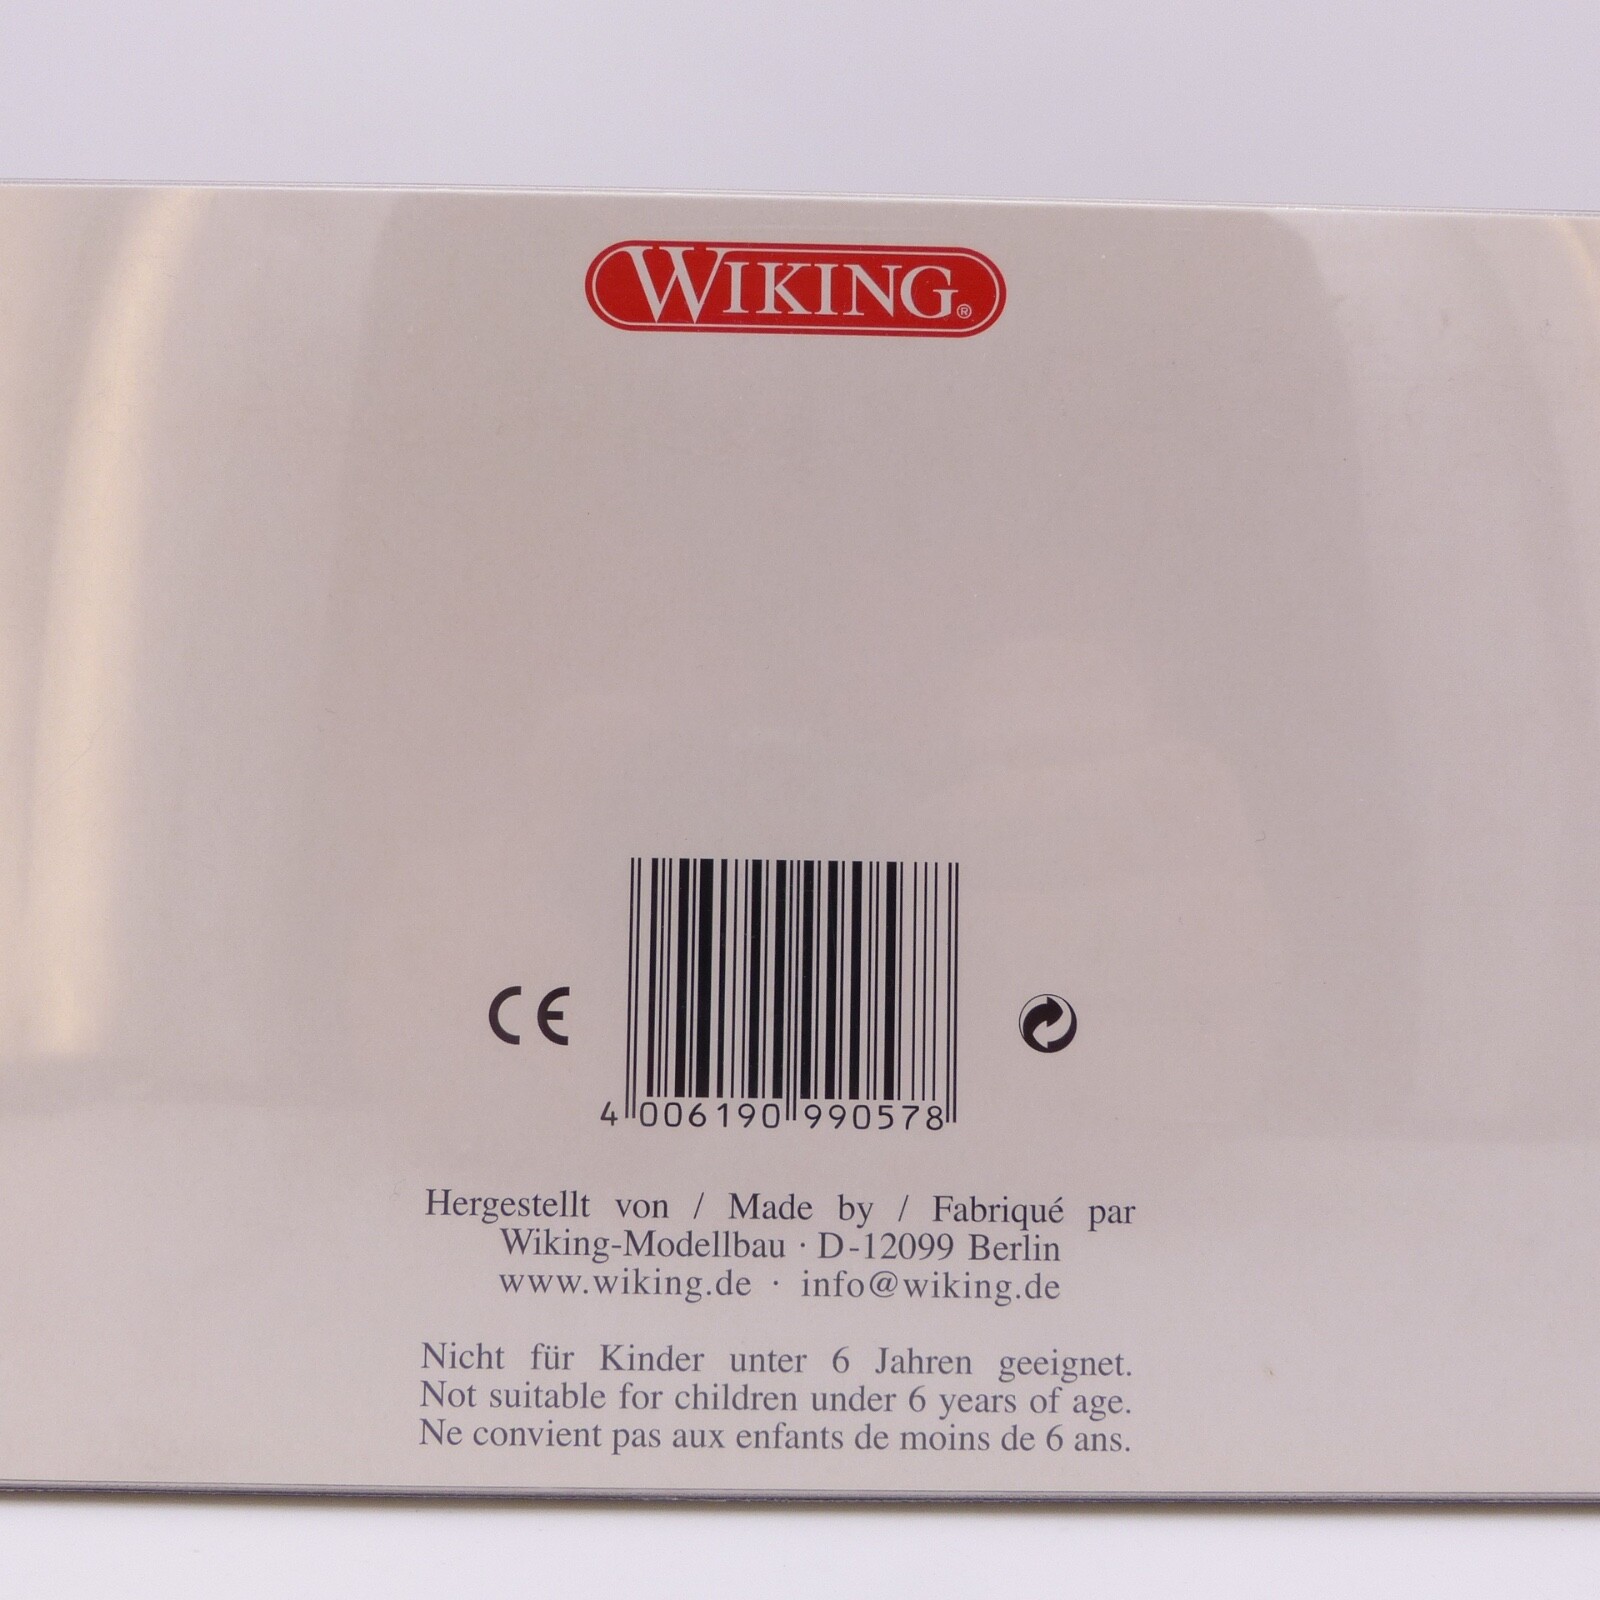 WIKING®
CE
4 006190 990578
Hergestellt von / Made by / Fabriqué par
Wiking-Modellbau · D-12099 Berlin
www.wiking.de · info@wiking.de
Nicht für Kinder unter 6 Jahren geeignet.
Not suitable for children under 6 years of age.
Ne convient pas aux enfants de moins de 6 ans.